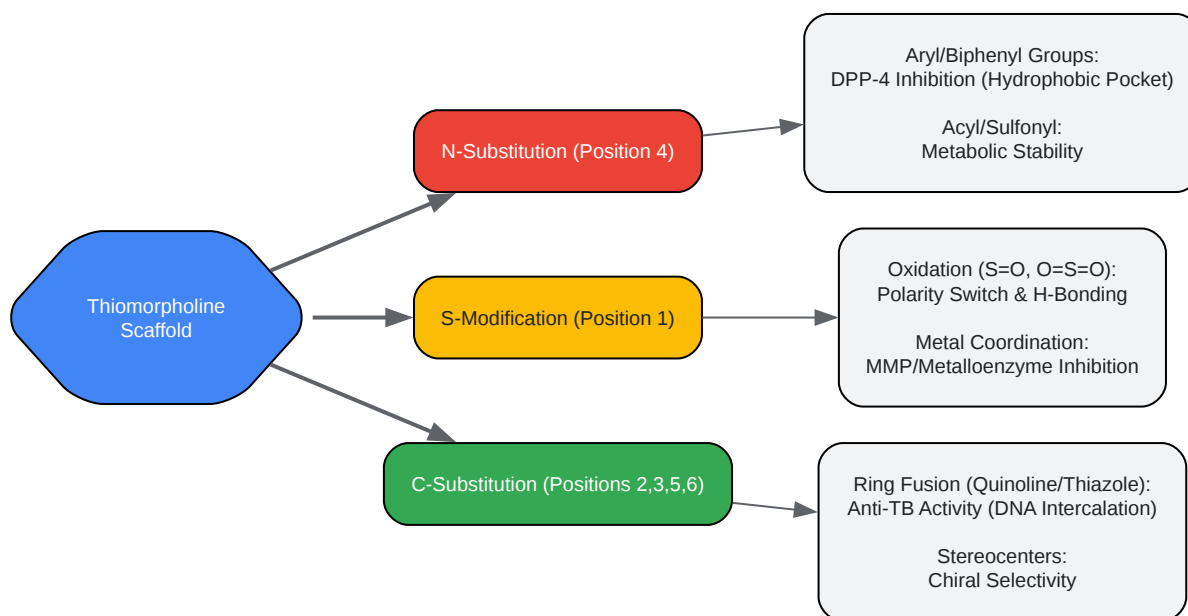 Thiomorpholine
Scaffold
N-Substitution (Position 4)
Aryl/Biphenyl Groups:
DPP-4 Inhibition (Hydrophobic Pocket)
Acyl/Sulfonyl:
Metabolic Stability
S-Modification (Position 1)
Oxidation (S=O, O=S=O):
Polarity Switch & H-Bonding
Metal Coordination:
MMP/Metalloenzyme Inhibition
C-Substitution (Positions 2,3,5,6)
Ring Fusion (Quinoline/Thiazole):
Anti-TB Activity (DNA Intercalation)
Stereocenters:
Chiral Selectivity